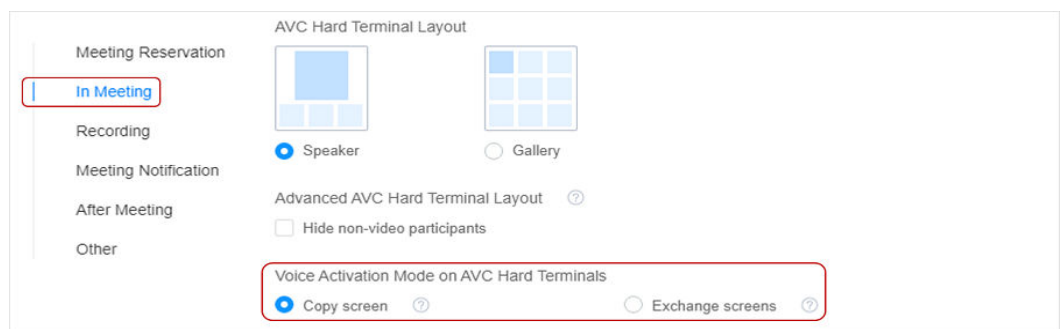 Meeting Reservation
In Meeting
Recording
Meeting Notification
After Meeting
Other
AVC Hard Terminal Layout
Speaker
Gallery
Advanced AVC Hard Terminal Layout ?
Hide non-video participants
Voice Activation Mode on AVC Hard Terminals
Copy screen ?
Exchange screens ?